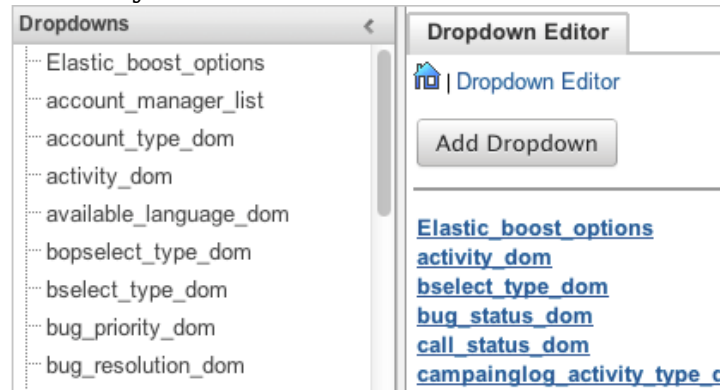 Dropdowns
Elastic_boost_options
account_manager_list
account_type_dom
activity_dom
available_language_dom
bopselect_type_dom
bselect_type_dom
bug_priority_dom
bug_resolution_dom
Dropdown Editor
| Dropdown Editor
Add Dropdown
Elastic_boost_options
activity_dom
bselect_type_dom
bug_status_dom
call_status_dom